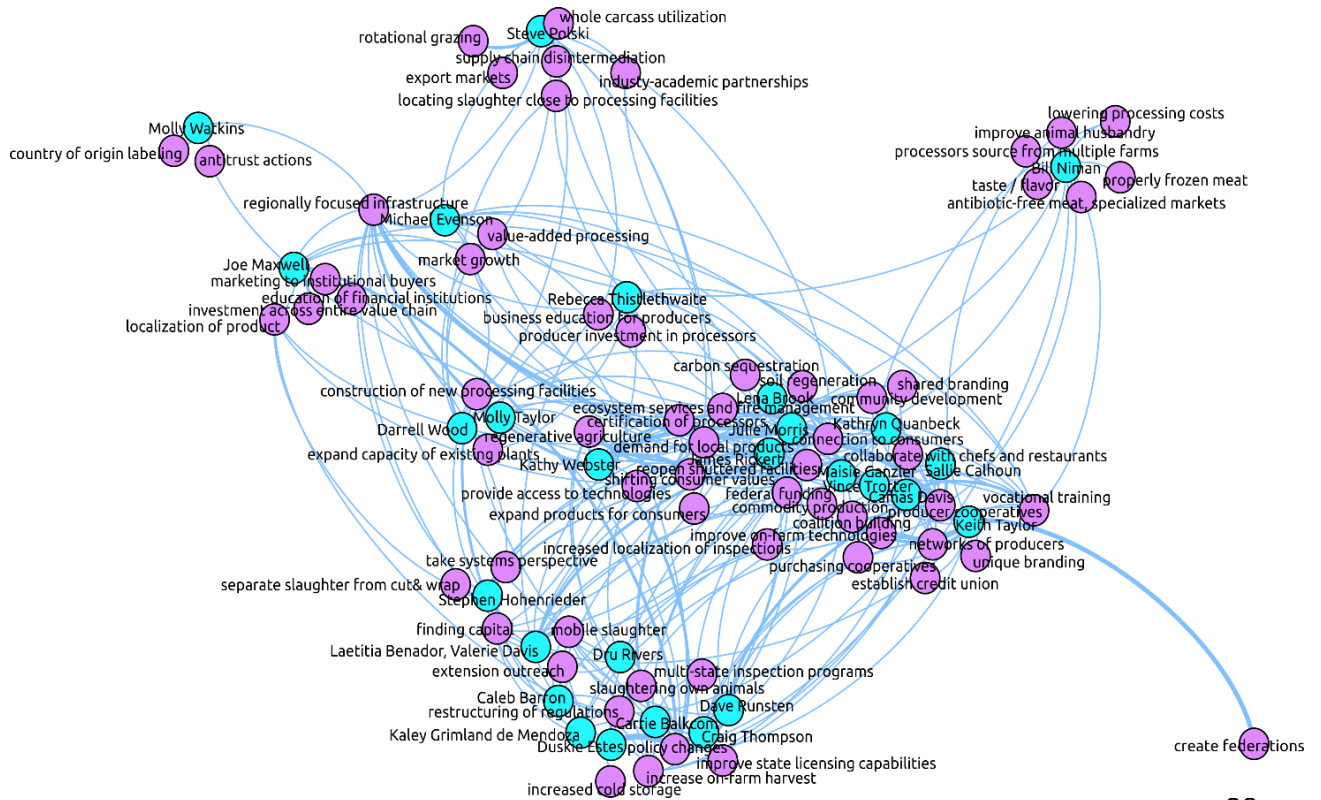 whole carcass utilization
Steve Polski
rotational grazing
supply chain disintermediation
export markets
industy-academic partnerships
locating slaughter close to processing facilities
Molly Watkins
country of origin labeling
antitrust actions
lowering processing costs
improve animal husbandry
processors source from multiple farms
Bill Niman
taste / flavor
properly frozen meat
antibiotic-free meat, specialized markets
regionally focused infrastructure
Michael Evenson
value-added processing
market growth
Joe Maxwell
marketing to institutional buyers
education of financial institutions
investment across entire value chain
localization of product
Rebecca Thistlethwaite
business education for producers
producer investment in processors
carbon sequestration
soil regeneration
shared branding
construction of new processing facilities
Lena Brook
community development
ecosystem services and fire management
Molly Taylor
certification of processors
Kathryn Quanbeck
Darrell Wood
Julie Morris
regenerative agriculture
connection to consumers
demand for local products
expand capacity of existing plants
James Rickert
collaborate with chefs and restaurants
Kathy Webster
reopen shuttered facilities
Maisie Ganzler
Sallie Calhoun
shifting consumer values
Vince Trotter
provide access to technologies
federal funding
Camas Davis
vocational training
commodity production
producer cooperatives
expand products for consumers
coalition building
Keith Taylor
improve on-farm technologies
increased localization of inspections
networks of producers
purchasing cooperatives
unique branding
establish credit union
take systems perspective
separate slaughter from cut& wrap
Stephen Hohenrieder
finding capital
mobile slaughter
Laetitia Benador, Valerie Davis
Dru Rivers
extension outreach
multi-state inspection programs
slaughtering own animals
Caleb Barron
restructuring of regulations
Dave Runsten
Carrie Balkcom
Kaley Grimland de Mendoza
Craig Thompson
Duskie Estes
policy changes
create federations
improve state licensing capabilities
increase on-farm harvest
increased cold storage